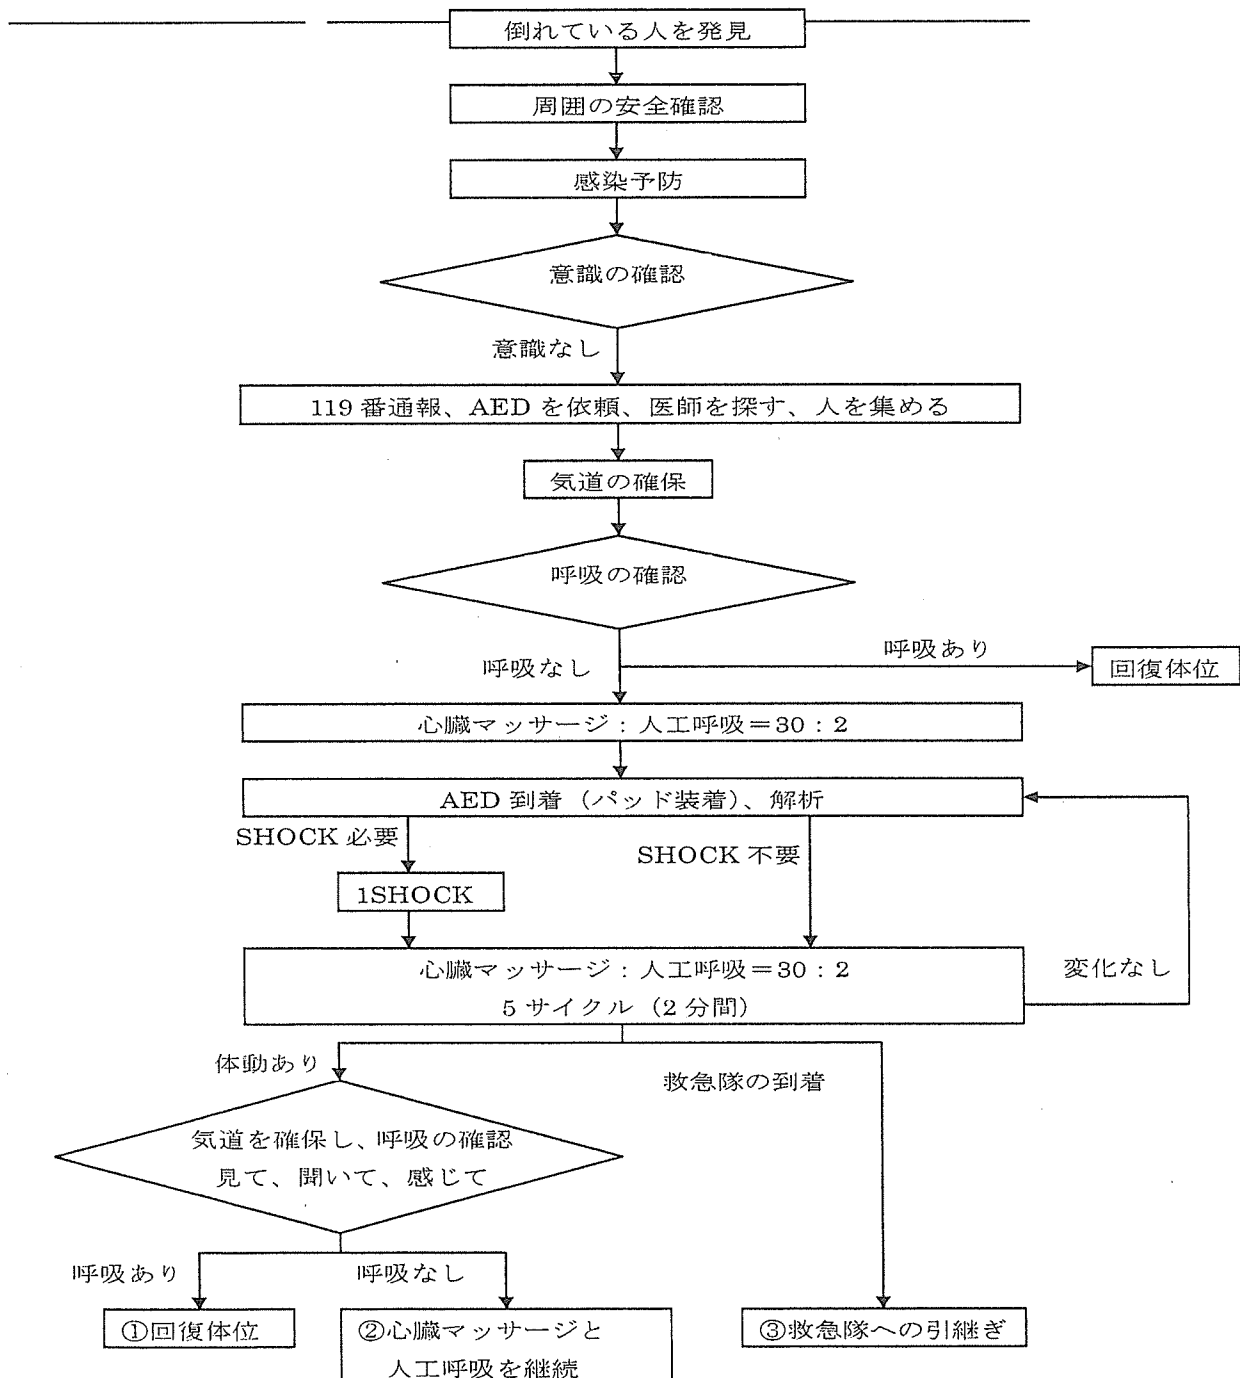 倒れている人を発見
周囲の安全確認
感染予防
意識の確認
意識なし
119番通報、AEDを依頼、医師を探す、人を集める
気道の確保
呼吸の確認
呼吸なし
呼吸あり
回復体位
心臓マッサージ：人工呼吸＝30：2
AED到着（パッド装着）、解析
SHOCK必要
SHOCK不要
1SHOCK
心臓マッサージ：人工呼吸＝30：2
5サイクル（2分間）
変化なし
体動あり
救急隊の到着
気道を確保し、呼吸の確認
見て、聞いて、感じて
呼吸あり
呼吸なし
①回復体位
②心臓マッサージと
人工呼吸を継続
③救急隊への引継ぎ